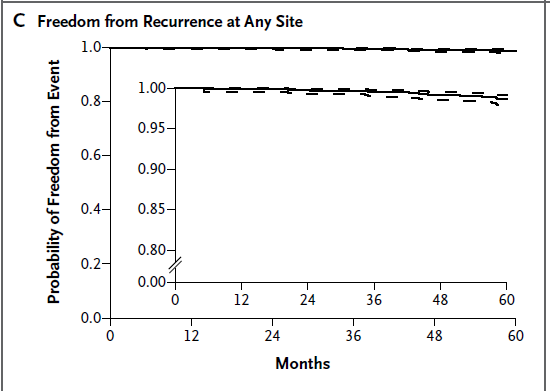 C Freedom from Recurrence at Any Site
Probability of Freedom from Event
1.0
0.8
0.6
0.4
0.2
0.0
1.00
0.95
0.90
0.85
0.80
0.00
0 12 24 36 48 60
0 12 24 36 48 60
Months